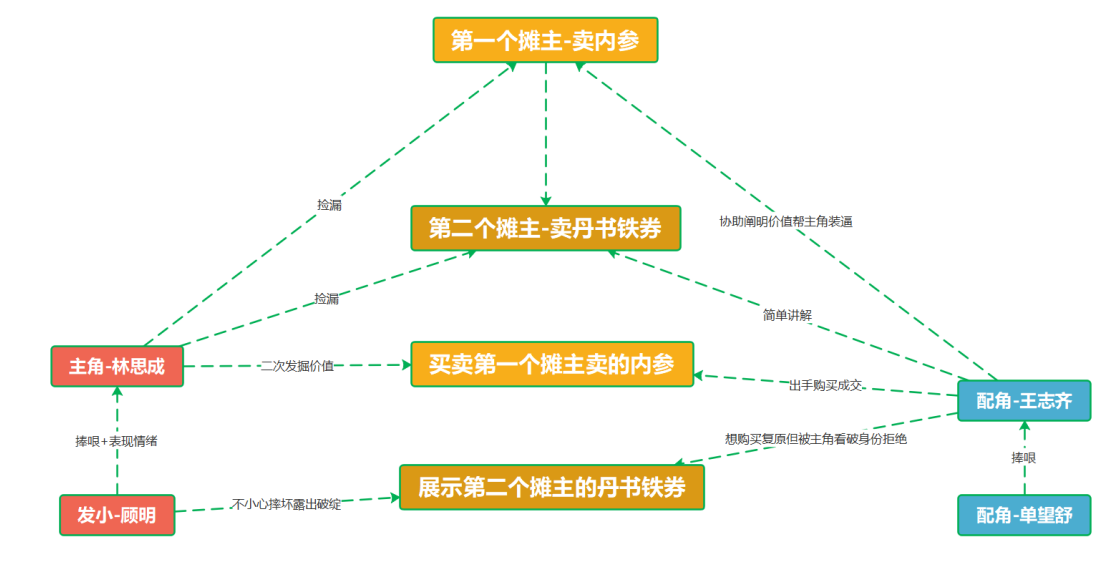 第一个摊主-卖内参
捡漏
协助阐明价值帮主角装逼
第二个摊主-卖丹书铁券
捡漏
简单讲解
主角-林思成
二次发掘价值
买卖第一个摊主卖的内参
出手购买成交
配角-王志齐
捧哏+表现情绪
想购买复原但被主角看破身份拒绝
捧哏
展示第二个摊主的丹书铁券
不小心摔坏露出破绽
发小-顾明
配角-单望舒